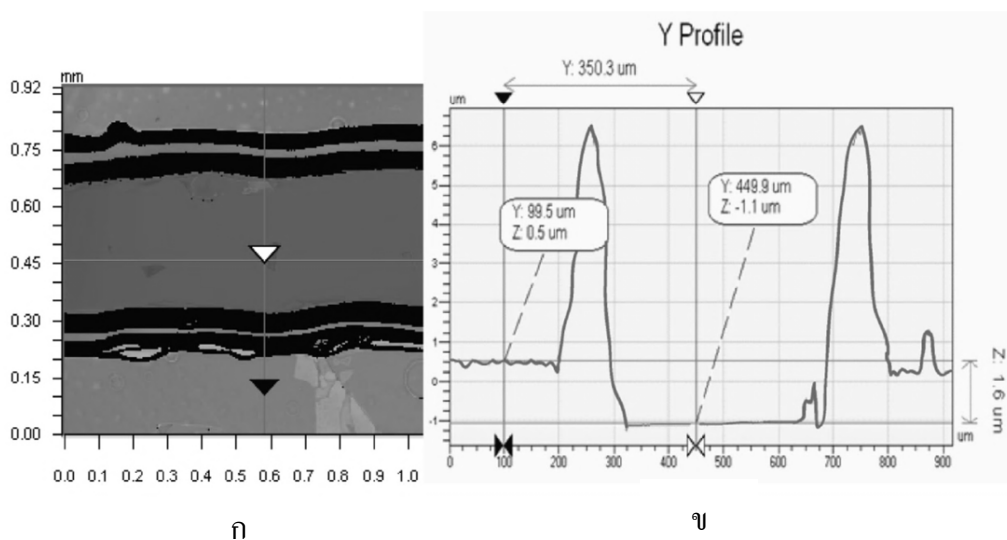 Y Profile
Y: 350.3 um
mm
0.92
0.75
0.60
0.45
0.30
0.15
0.00
0.0 0.1 0.2 0.3 0.4 0.5 0.6 0.7 0.8 0.9 1.0
um
6
5
3
2
1
0
-1
Y: 99.5 um
Z: 0.5 um
Y: 449.9 um
Z: -1.1 um
Z: 1.6 um
um
0 100 200 300 400 500 600 700 800 900
ก
ข